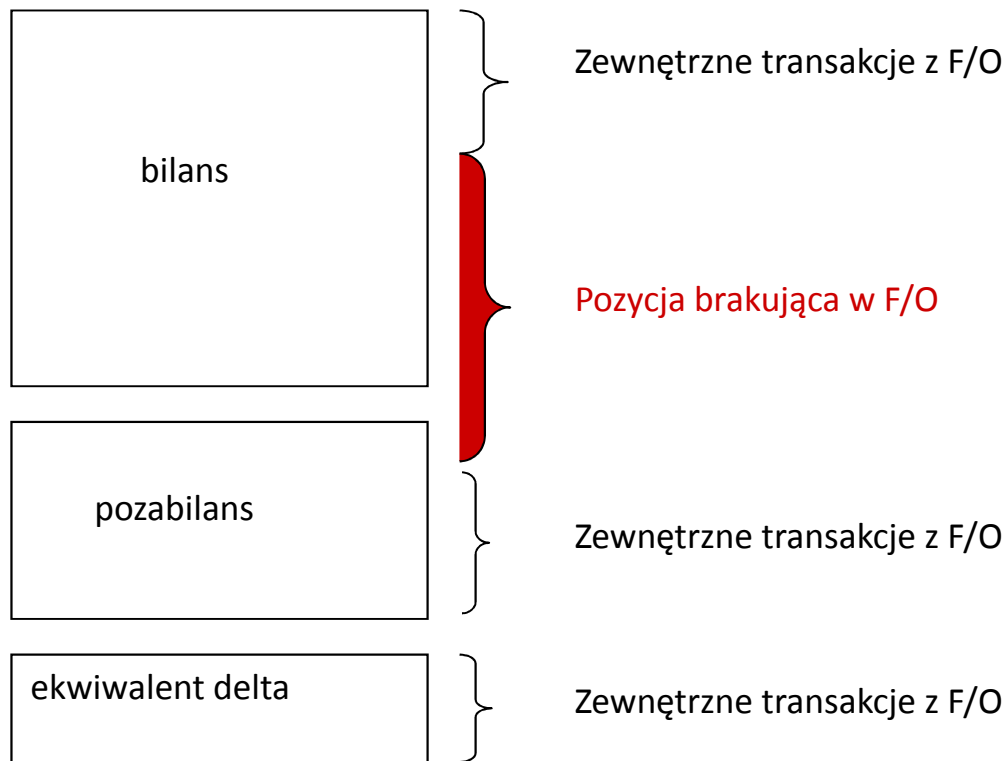 Zewnętrzne transakcje z F/O
bilans
Pozycja brakująca w F/O
pozabilans
Zewnętrzne transakcje z F/O
ekwiwalent delta
Zewnętrzne transakcje z F/O